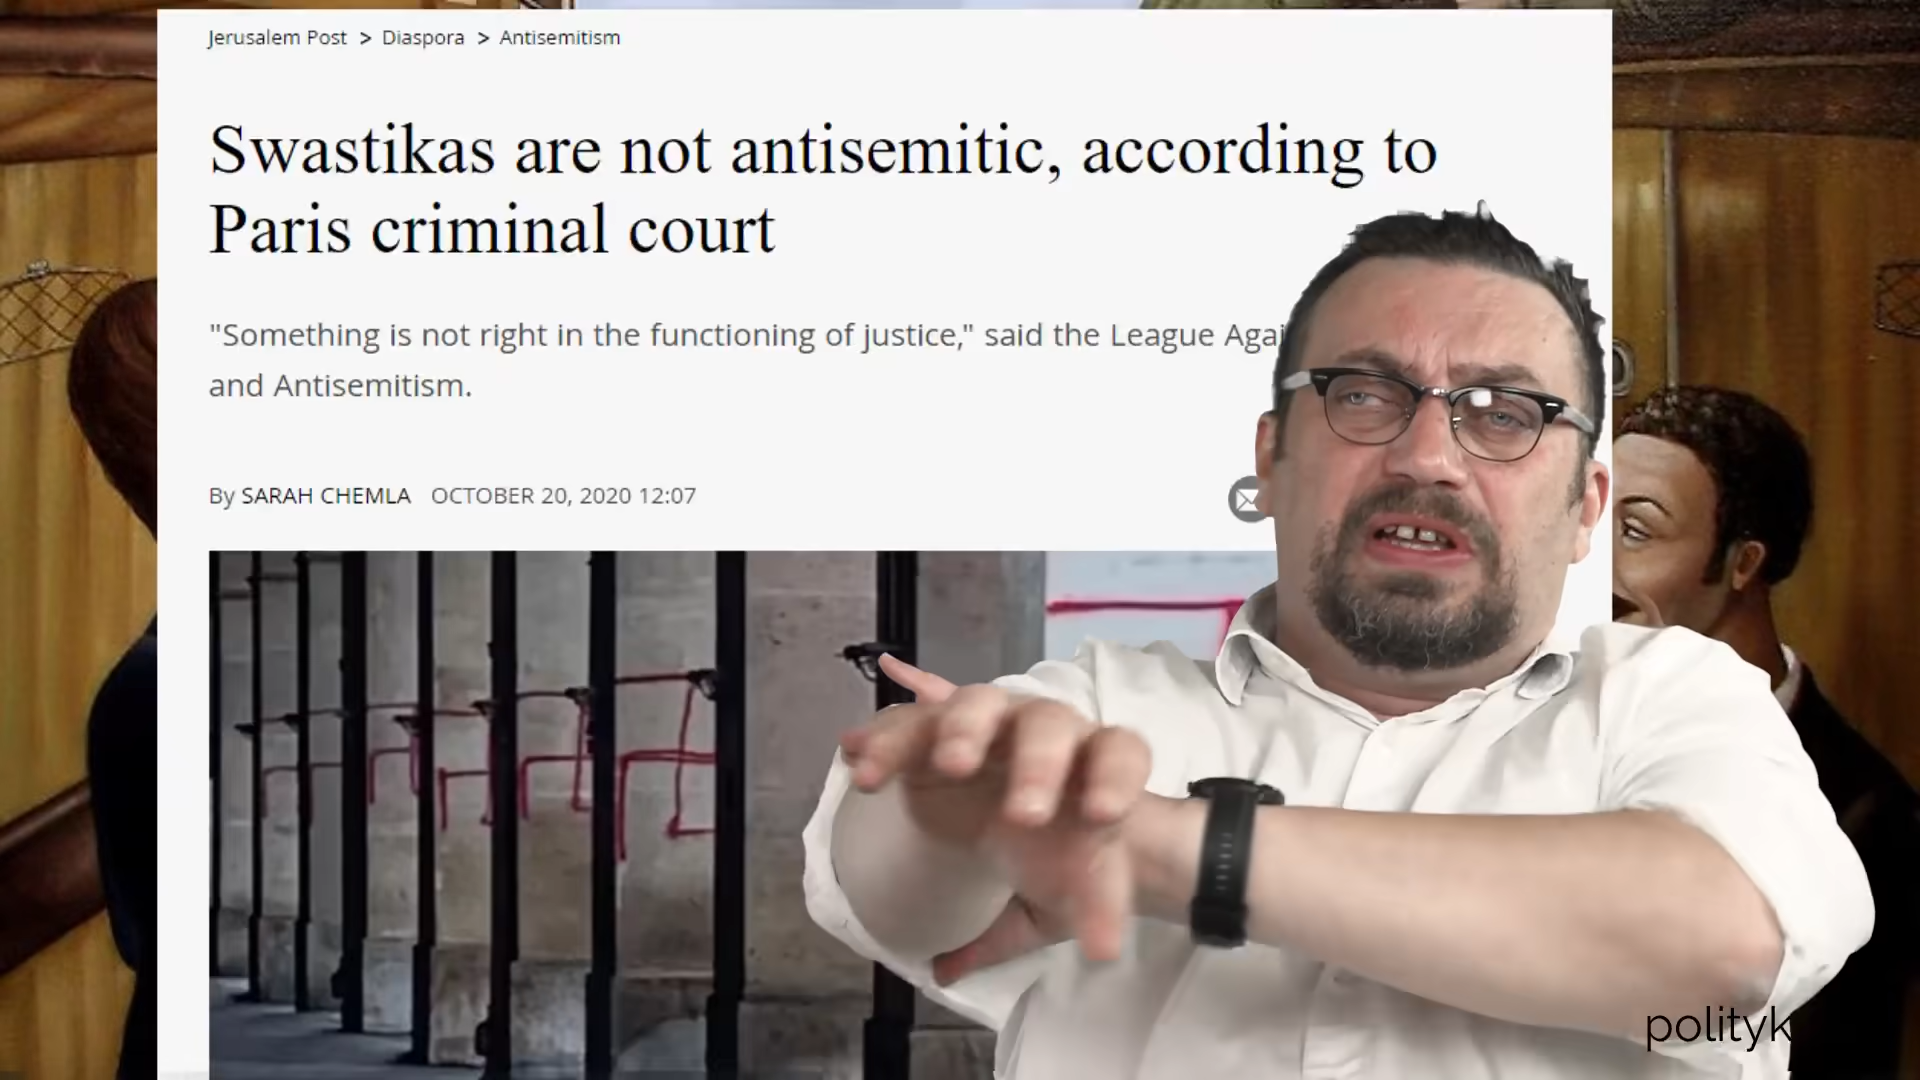 Jerusalem Post > Diaspora > Antisemitism
Swastikas are not antisemitic, according to
Paris criminal court
"Something is not right in the functioning of justice," said the League
and Antisemitism.
By SARAH CHEMLA OCTOBER 20, 2020 12:07
polityk